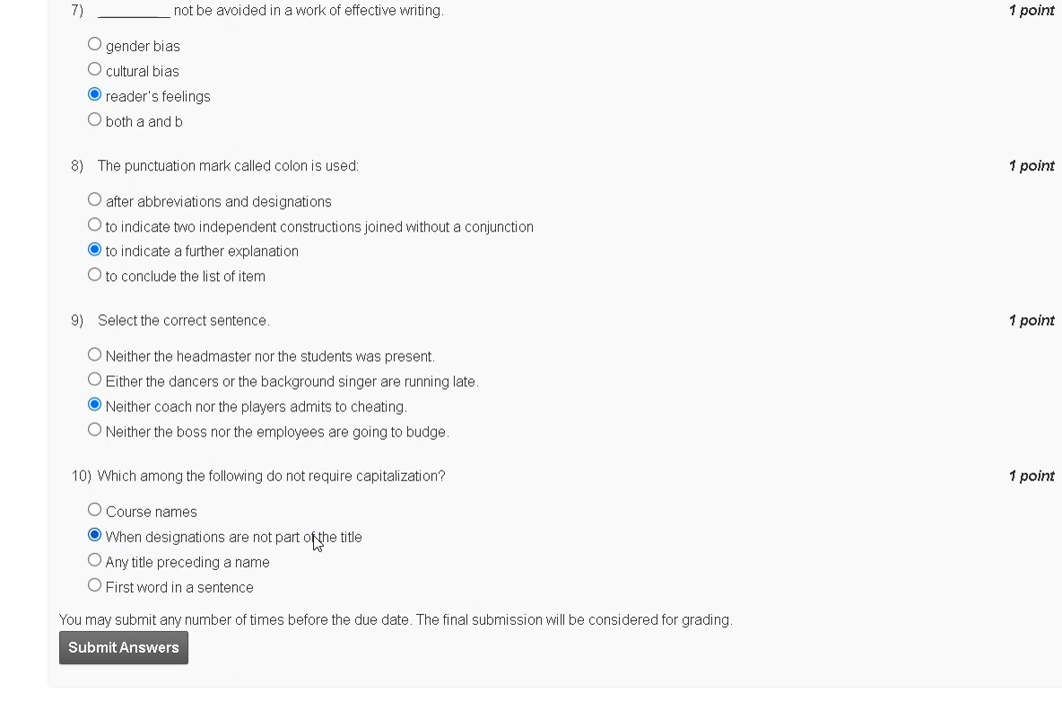 7) __________ not be avoided in a work of effective writing. 1 point
gender bias
cultural bias
reader's feelings
both a and b
8) The punctuation mark called colon is used: 1 point
after abbreviations and designations
to indicate two independent constructions joined without a conjunction
to indicate a further explanation
to conclude the list of item
9) Select the correct sentence. 1 point
Neither the headmaster nor the students was present.
Either the dancers or the background singer are running late.
Neither coach nor the players admits to cheating.
Neither the boss nor the employees are going to budge.
10) Which among the following do not require capitalization? 1 point
Course names
When designations are not part of the title
Any title preceding a name
First word in a sentence
You may submit any number of times before the due date. The final submission will be considered for grading.
Submit Answers